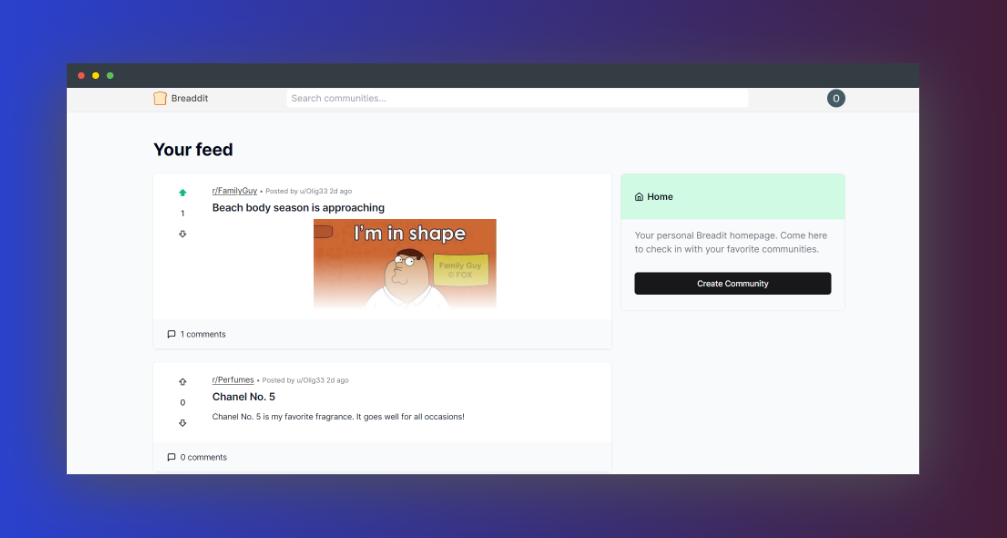 Breaddit
Search communities...
O
Your feed
r/FamilyGuy • Posted by u/Olig33 2d ago
Beach body season is approaching
1
I'm in shape
Family Guy
© FOX
1 comments
r/Perfumes • Posted by u/Olig33 2d ago
Chanel No. 5
0
Chanel No. 5 is my favorite fragrance. It goes well for all occasions!
0 comments
Home
Your personal Breadit homepage. Come here
to check in with your favorite communities.
Create Community